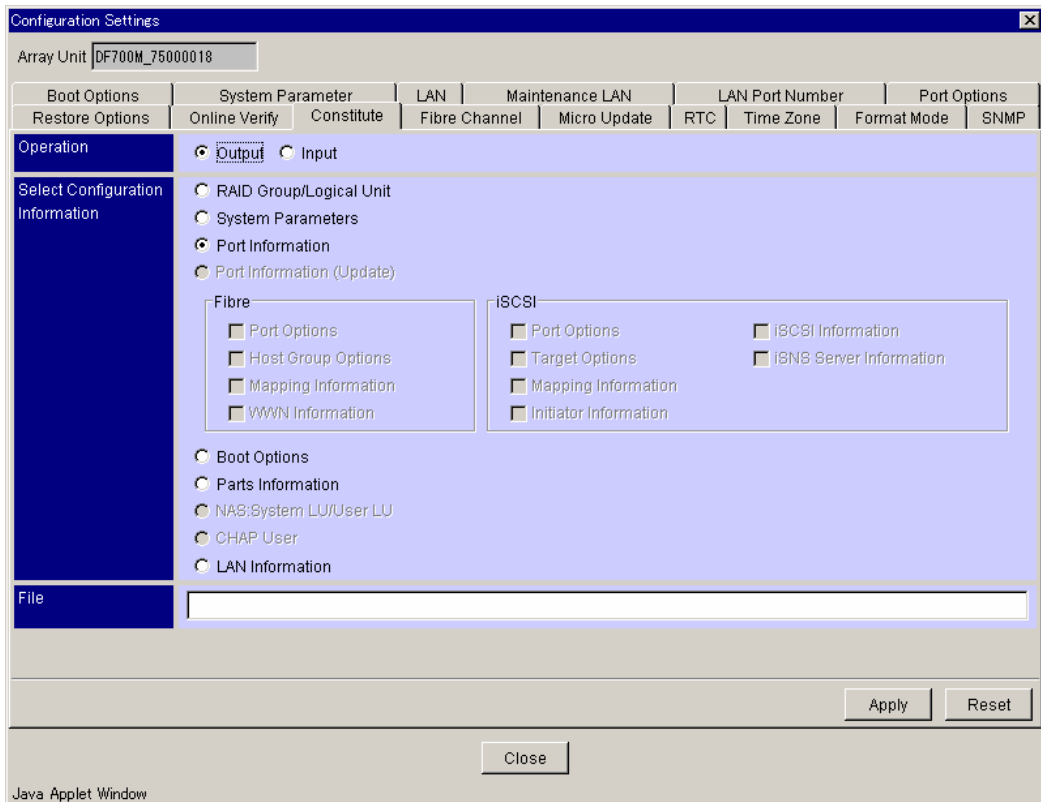 Configuration Settings
Array Unit DF700M_75000018
Boot Options System Parameter LAN Maintenance LAN LAN Port Number Port Options
Restore Options Online Verify Constitute Fibre Channel Micro Update RTC Time Zone Format Mode SNMP
Operation Output Input
Select Configuration Information
RAID Group/Logical Unit
System Parameters
Port Information
Port Information (Update)
Fibre
Port Options
Host Group Options
Mapping Information
WWN Information
iSCSI
Port Options iSCSI Information
Target Options iSNS Server Information
Mapping Information
Initiator Information
Boot Options
Parts Information
NAS:System LU/User LU
CHAP User
LAN Information
File
Apply Reset
Close
Java Applet Window